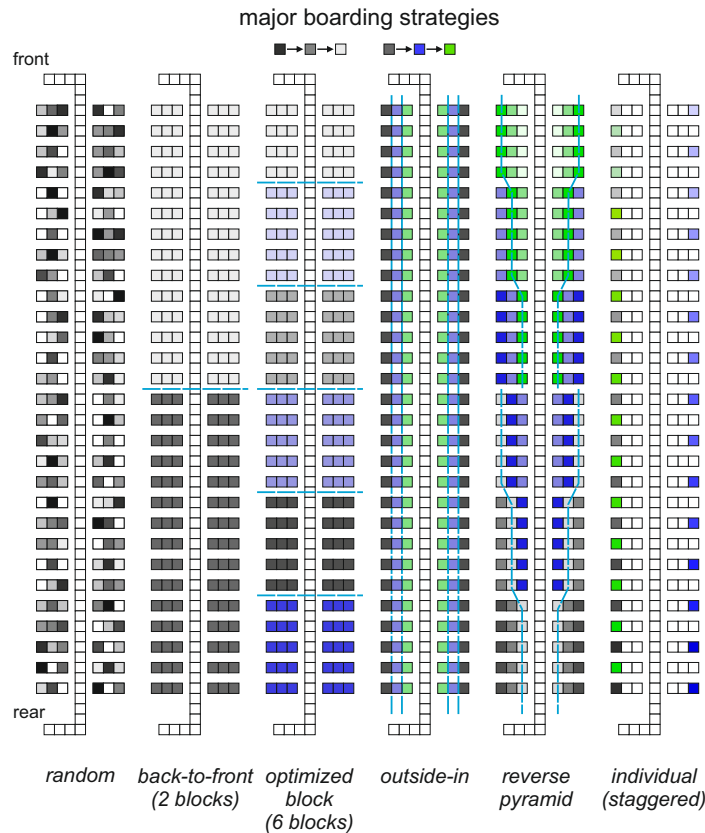 major boarding strategies
front
rear
random
back-to-front
(2 blocks)
optimized
block
(6 blocks)
outside-in
reverse
pyramid
individual
(staggered)